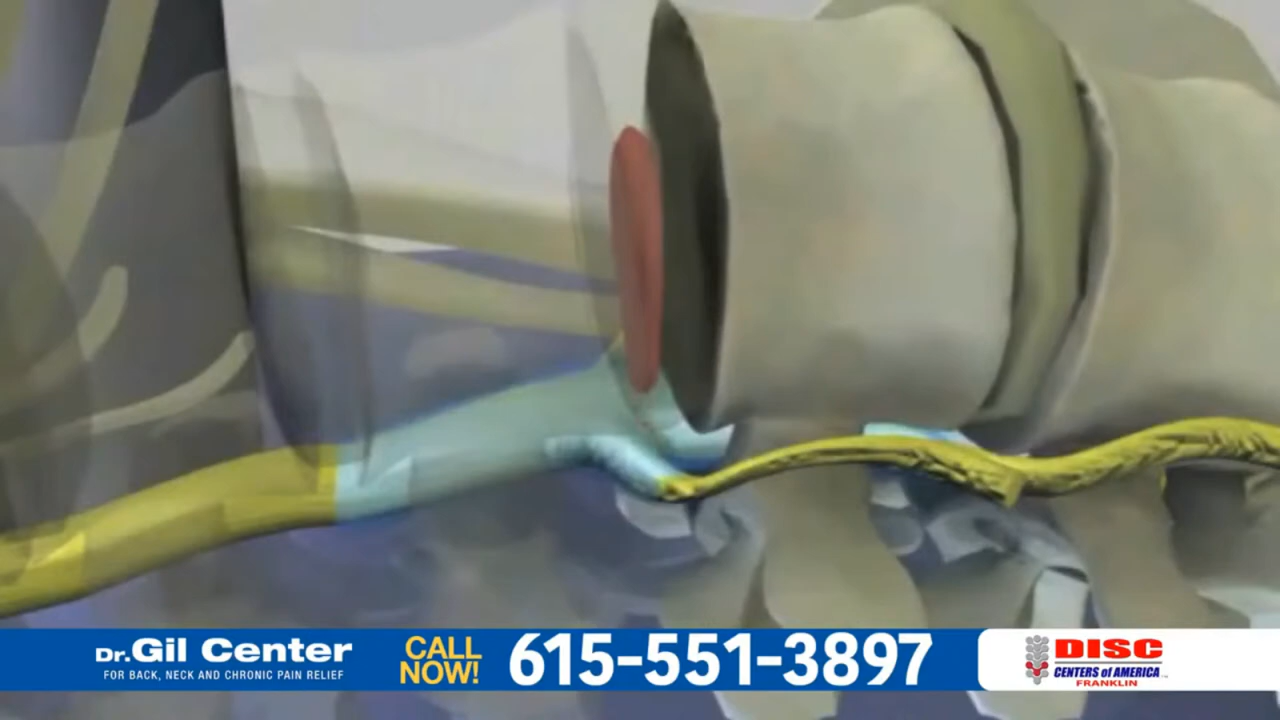 Dr. Gil Center
FOR BACK, NECK AND CHRONIC PAIN RELIEF
CALL
NOW!
615-551-3897
DISC
CENTERS of AMERICA
FRANKLIN